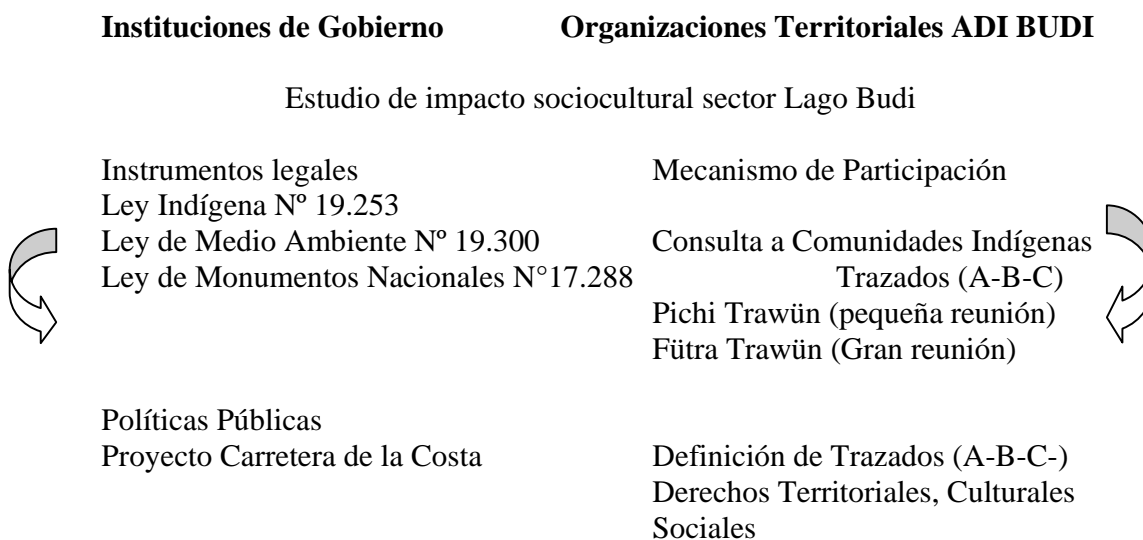 Instituciones de Gobierno Organizaciones Territoriales ADI BUDI
Estudio de impacto sociocultural sector Lago Budi
Instrumentos legales Mecanismo de Participación
Ley Indígena Nº 19.253
Ley de Medio Ambiente Nº 19.300 Consulta a Comunidades Indígenas
Ley de Monumentos Nacionales N°17.288 Trazados (A-B-C)
Pichi Trawün (pequeña reunión)
Fütra Trawün (Gran reunión)
Políticas Públicas
Proyecto Carretera de la Costa Definición de Trazados (A-B-C-)
Derechos Territoriales, Culturales
Sociales